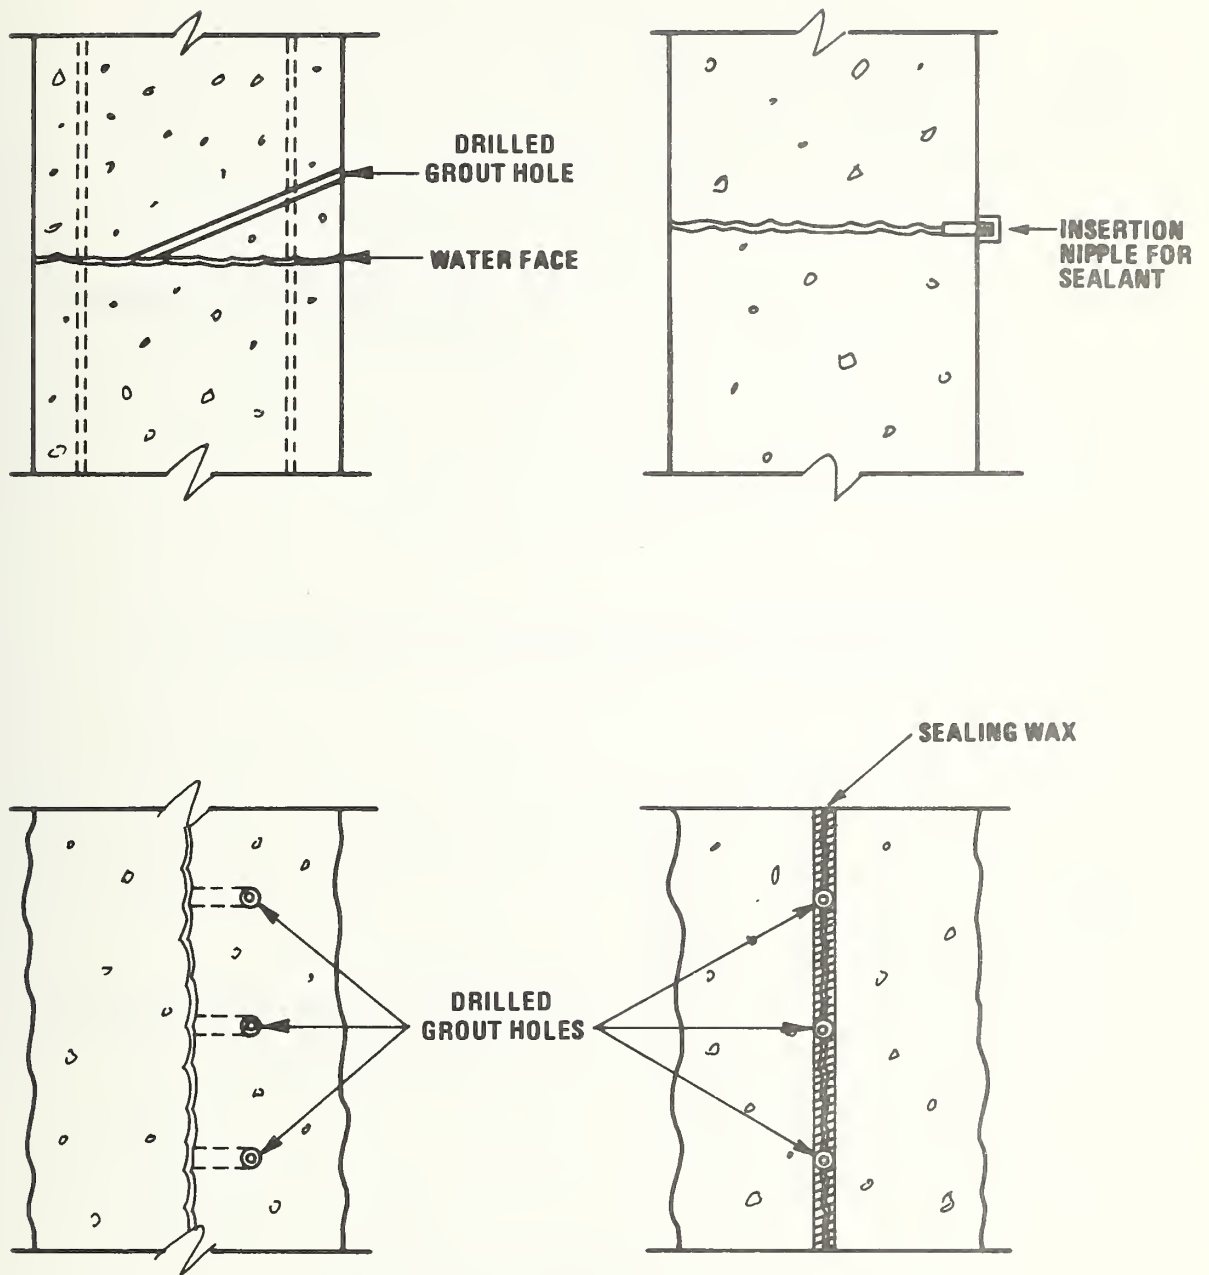 DRILLED
GROUT HOLE
WATER FACE
INSERTION
NIPPLE FOR
SEALANT
SEALING WAX
DRILLED
GROUT HOLES